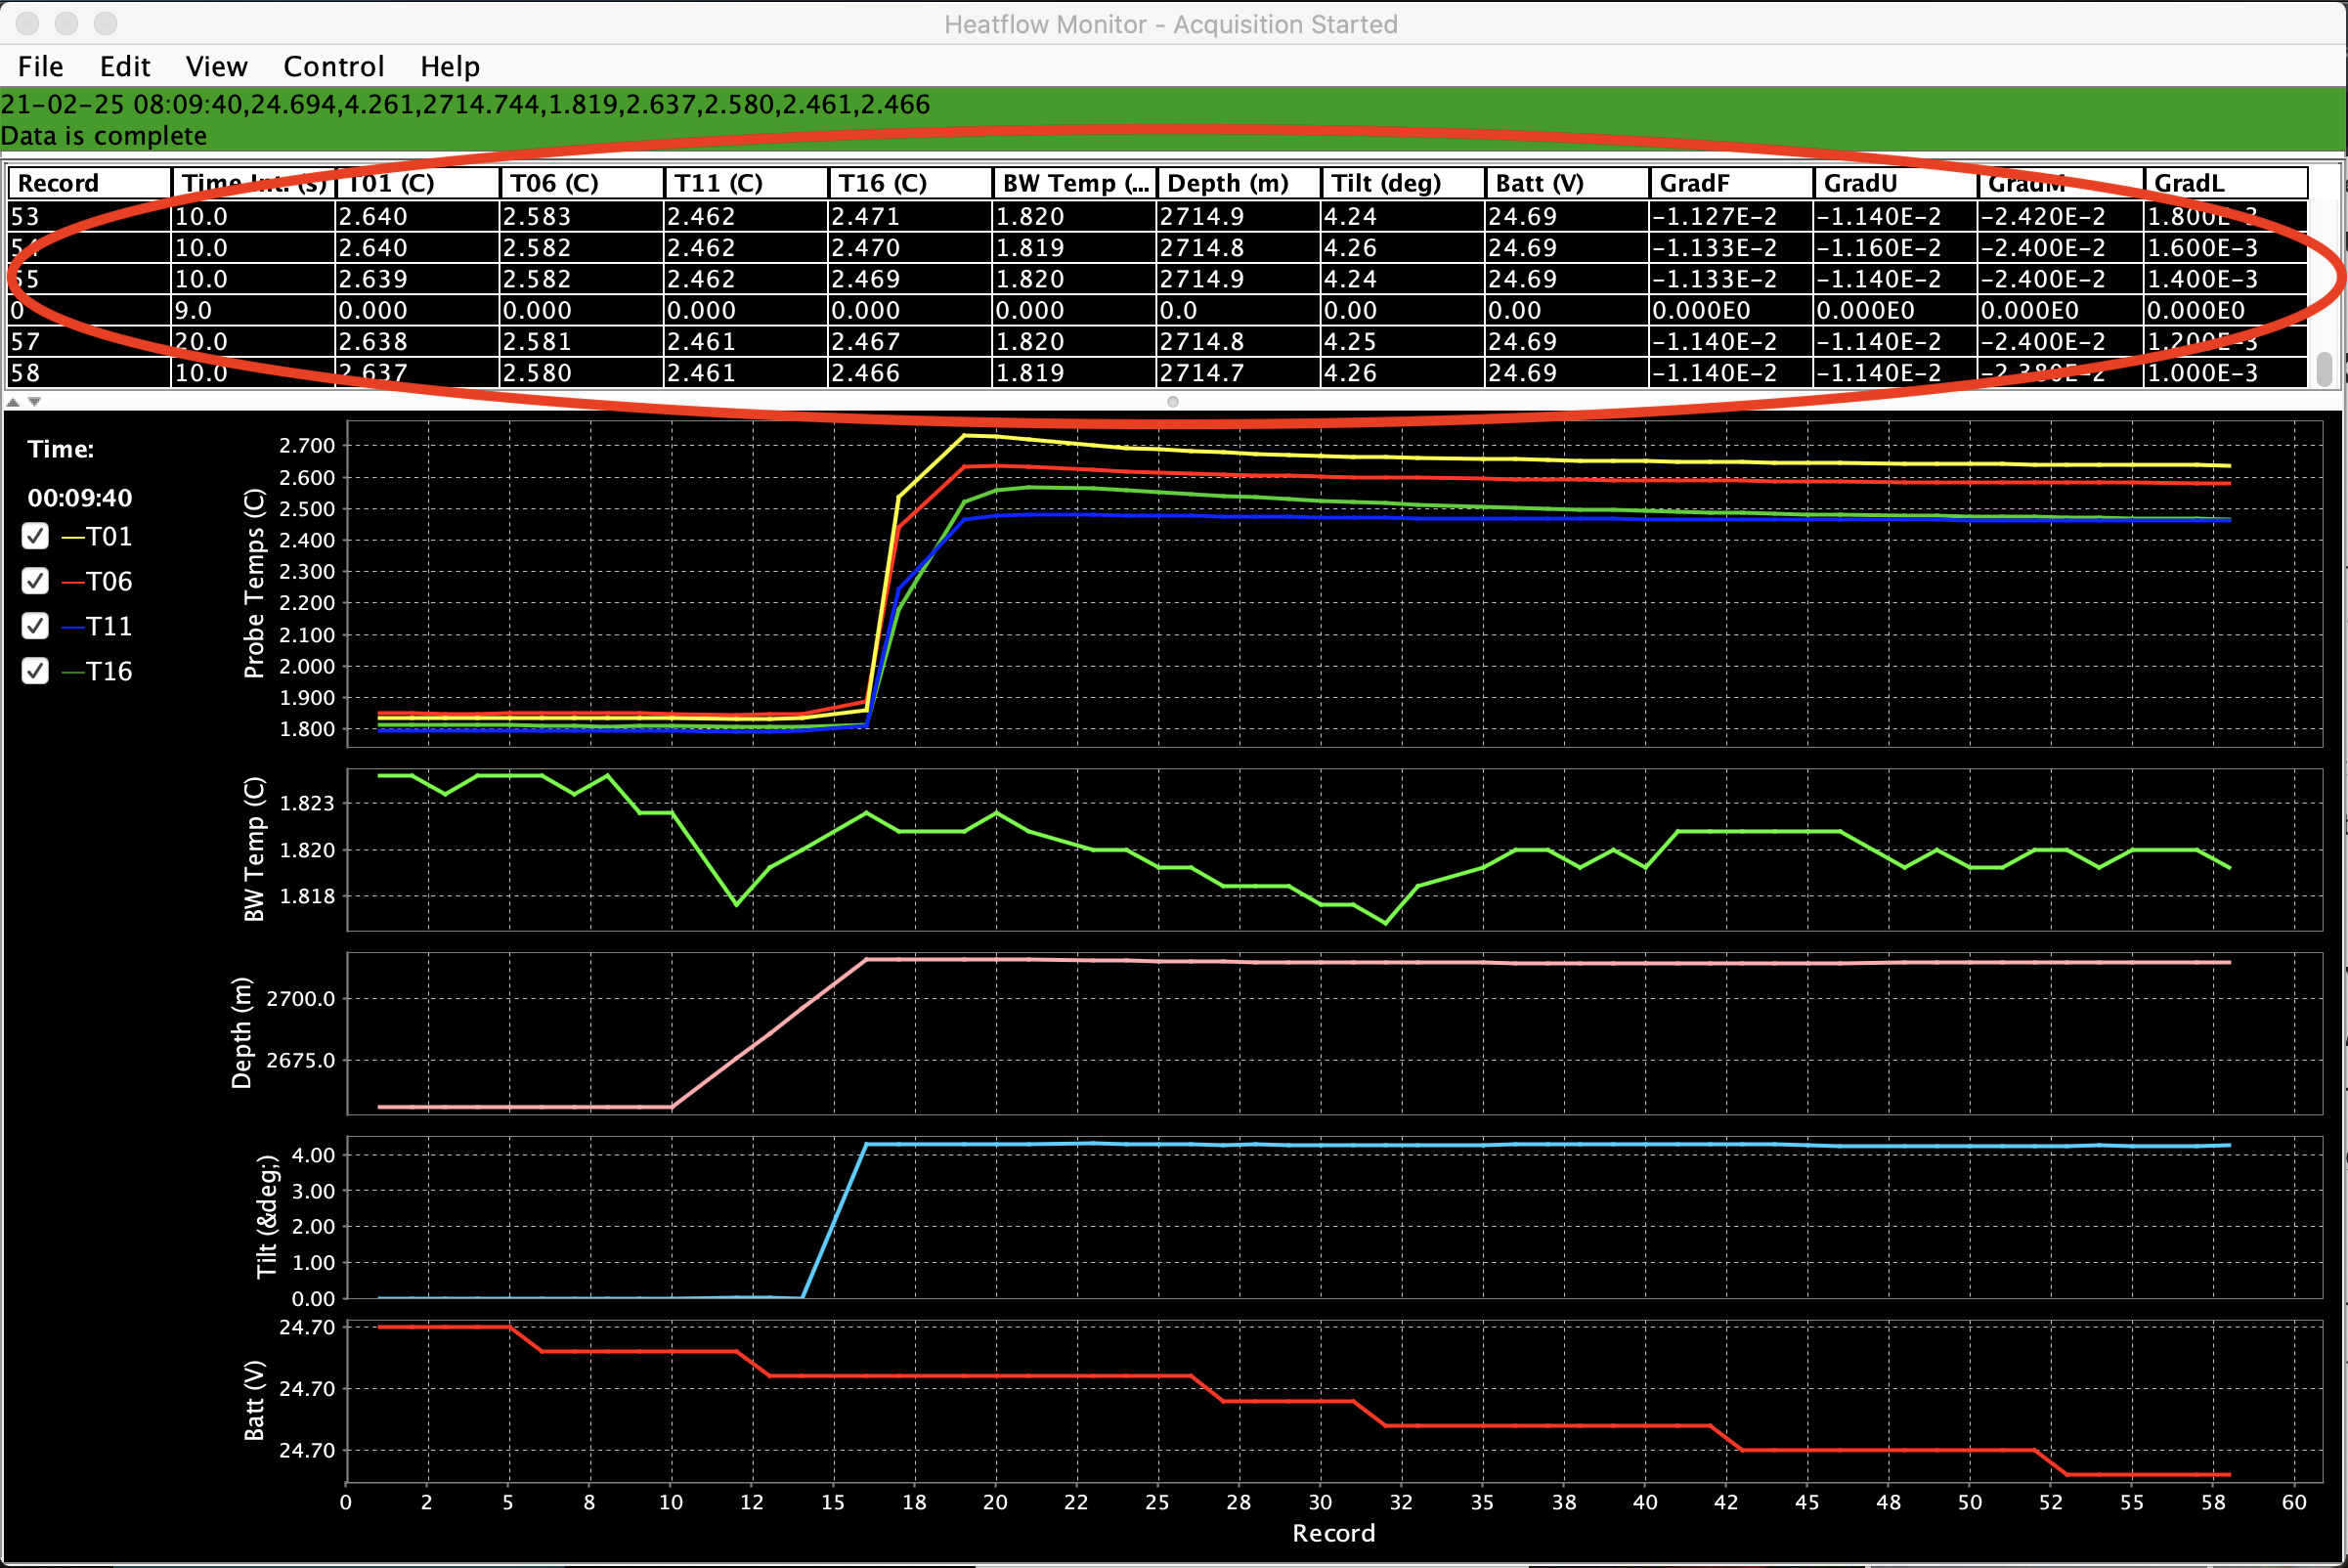 Heatflow Monitor - Acquisition Started
File Edit View Control Help
21-02-25 08:09:40,24.694,4.261,2714.744,1.819,2.637,2.580,2.461,2.466
Data is complete
Record Time Int. (s) T01 (C) T06 (C) T11 (C) T16 (C) BW Temp (... Depth (m) Tilt (deg) Batt (V) GradF GradU GradM GradL
53 10.0 2.640 2.583 2.462 2.471 1.820 2714.9 4.24 24.69 -1.127E-2 -1.140E-2 -2.420E-2 1.800E-3
54 10.0 2.640 2.582 2.462 2.470 1.819 2714.8 4.26 24.69 -1.133E-2 -1.160E-2 -2.400E-2 1.600E-3
55 10.0 2.639 2.582 2.462 2.469 1.820 2714.9 4.24 24.69 -1.133E-2 -1.140E-2 -2.400E-2 1.400E-3
0 9.0 0.000 0.000 0.000 0.000 0.000 0.0 0.00 0.00 0.000E0 0.000E0 0.000E0 0.000E0
57 20.0 2.638 2.581 2.461 2.467 1.820 2714.8 4.25 24.69 -1.140E-2 -1.140E-2 -2.400E-2 1.200E-3
58 10.0 2.637 2.580 2.461 2.466 1.819 2714.7 4.26 24.69 -1.140E-2 -1.140E-2 -2.380E-2 1.000E-3
Time:
00:09:40
T01
T06
T11
T16
Probe Temps (C)
2.700
2.600
2.500
2.400
2.300
2.200
2.100
2.000
1.900
1.800
BW Temp (C)
1.823
1.820
1.818
Depth (m)
2700.0
2675.0
Tilt (&deg;)
4.00
3.00
2.00
1.00
0.00
Batt (V)
24.70
24.70
24.70
0 2 5 8 10 12 15 18 20 22 25 28 30 32 35 38 40 42 45 48 50 52 55 58 60
Record